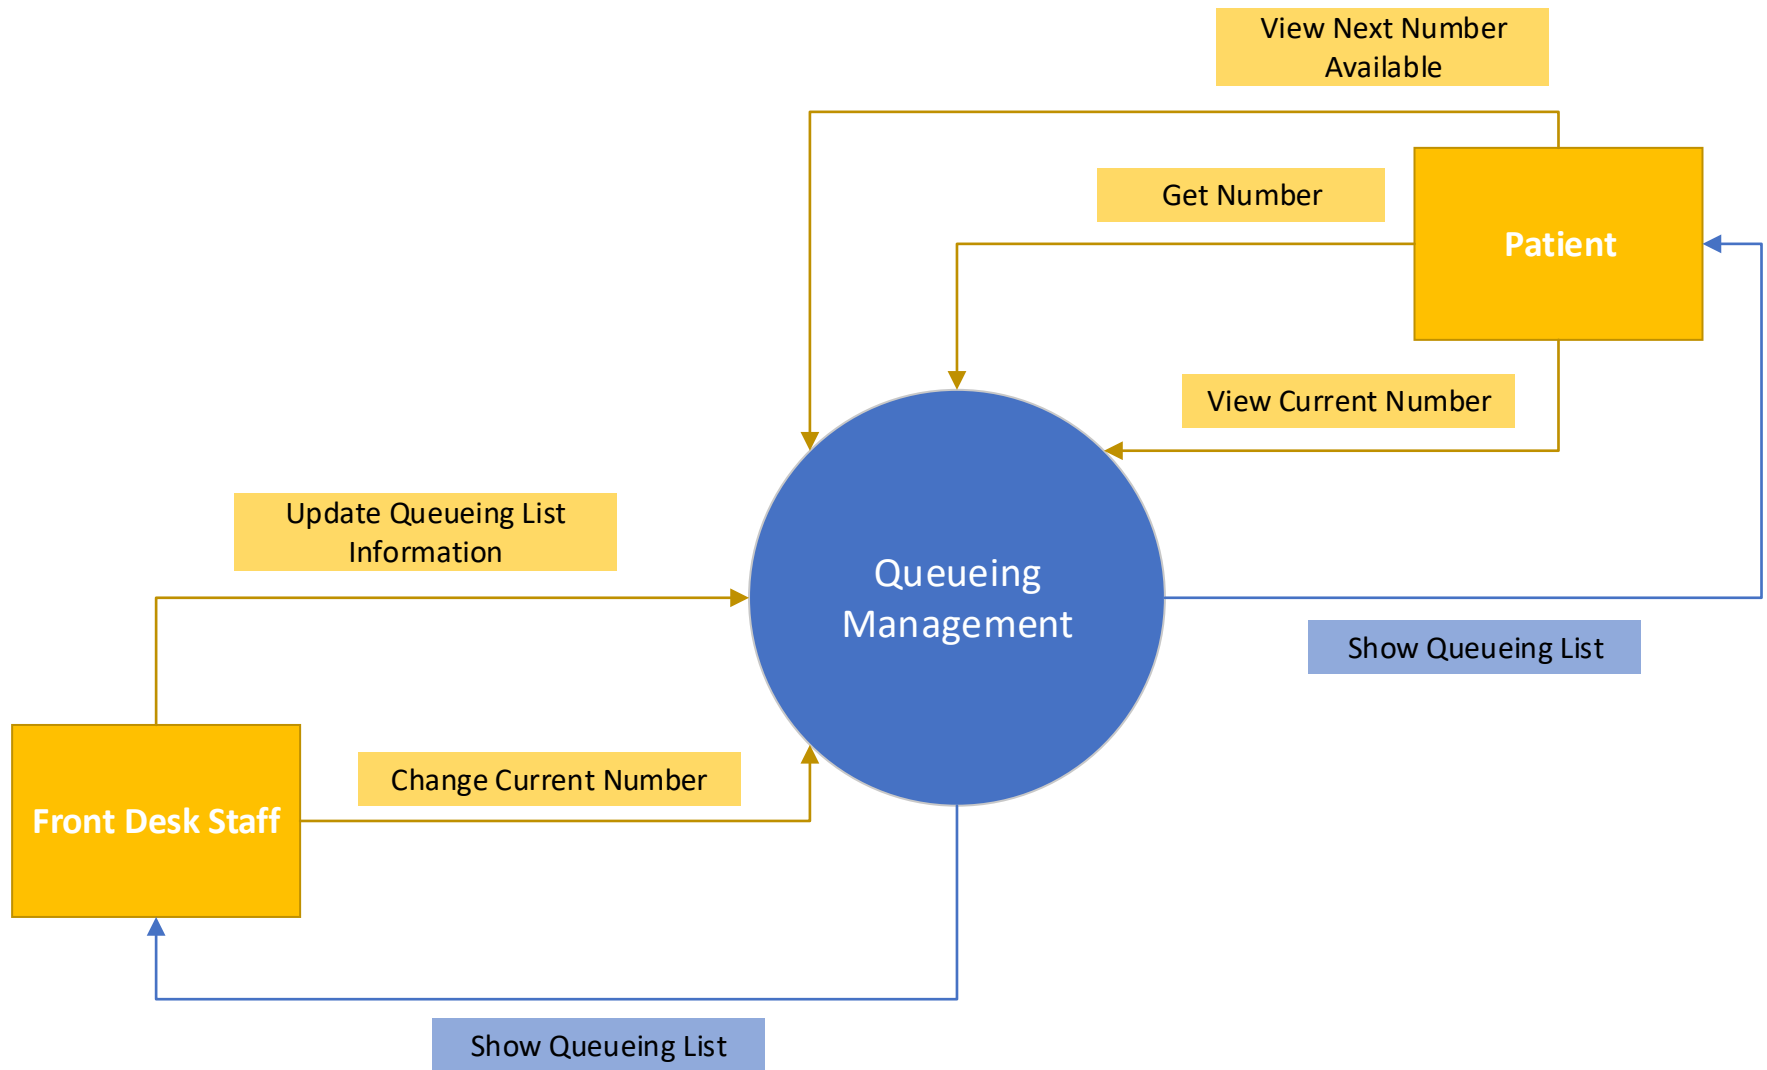 View Next Number
Available
Get Number
Patient
View Current Number
Update Queueing List
Information
Queueing
Management
Show Queueing List
Change Current Number
Front Desk Staff
Show Queueing List